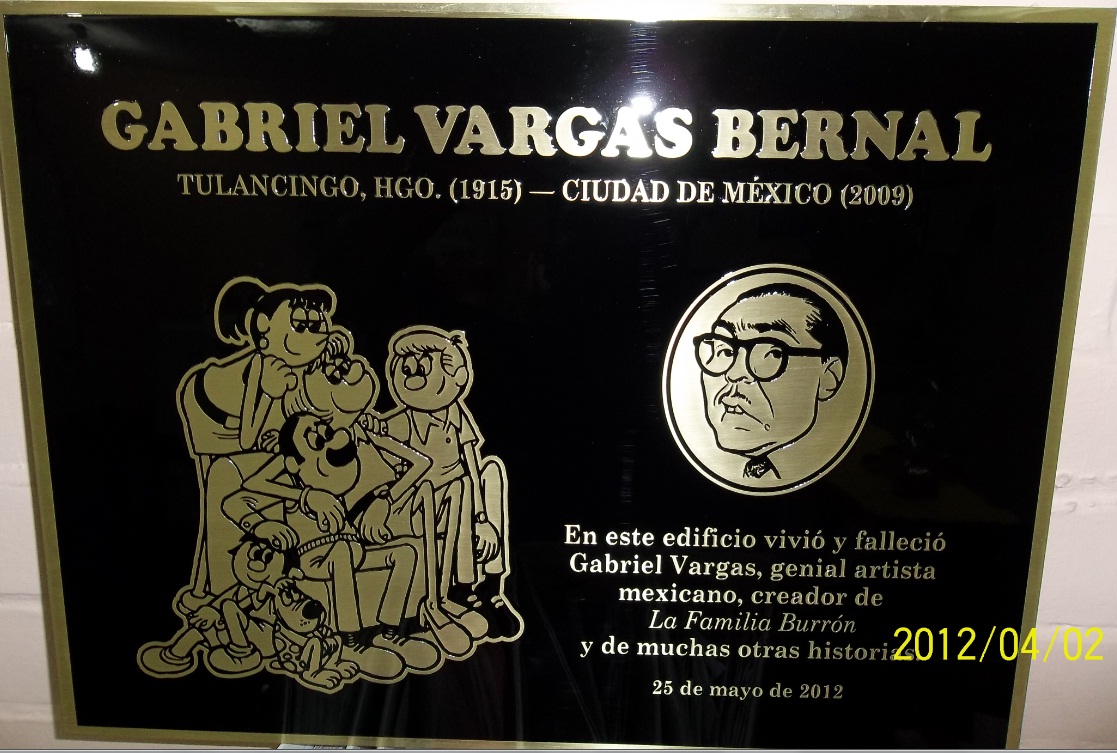 GABRIEL VARGAS BERNAL
TULANCINGO, HGO. (1915) — CIUDAD DE MÉXICO (2009)
En este edificio vivió y falleció
Gabriel Vargas, genial artista
mexicano, creador de
La Familia Burrón
y de muchas otras historias.
25 de mayo de 2012
2012/04/02